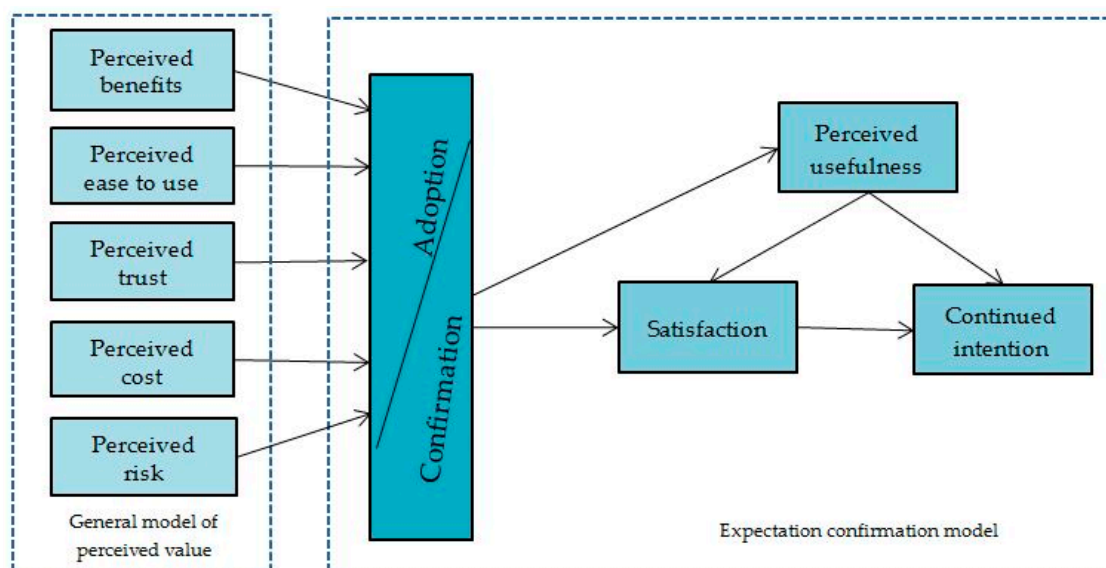 Perceived
benefits
Perceived
ease to use
Perceived
trust
Perceived
cost
Perceived
risk
General model of
perceived value
Adoption
Confirmation
Perceived
usefulness
Satisfaction
Continued
intention
Expectation confirmation model